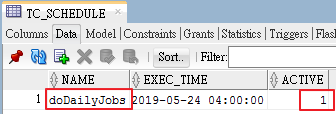 TC_SCHEDULE
Columns Data Model Constraints Grants Statistics Triggers
Sort.. Filter:
NAME EXEC_TIME ACTIVE
1 doDailyJobs 2019-05-24 04:00:00 1